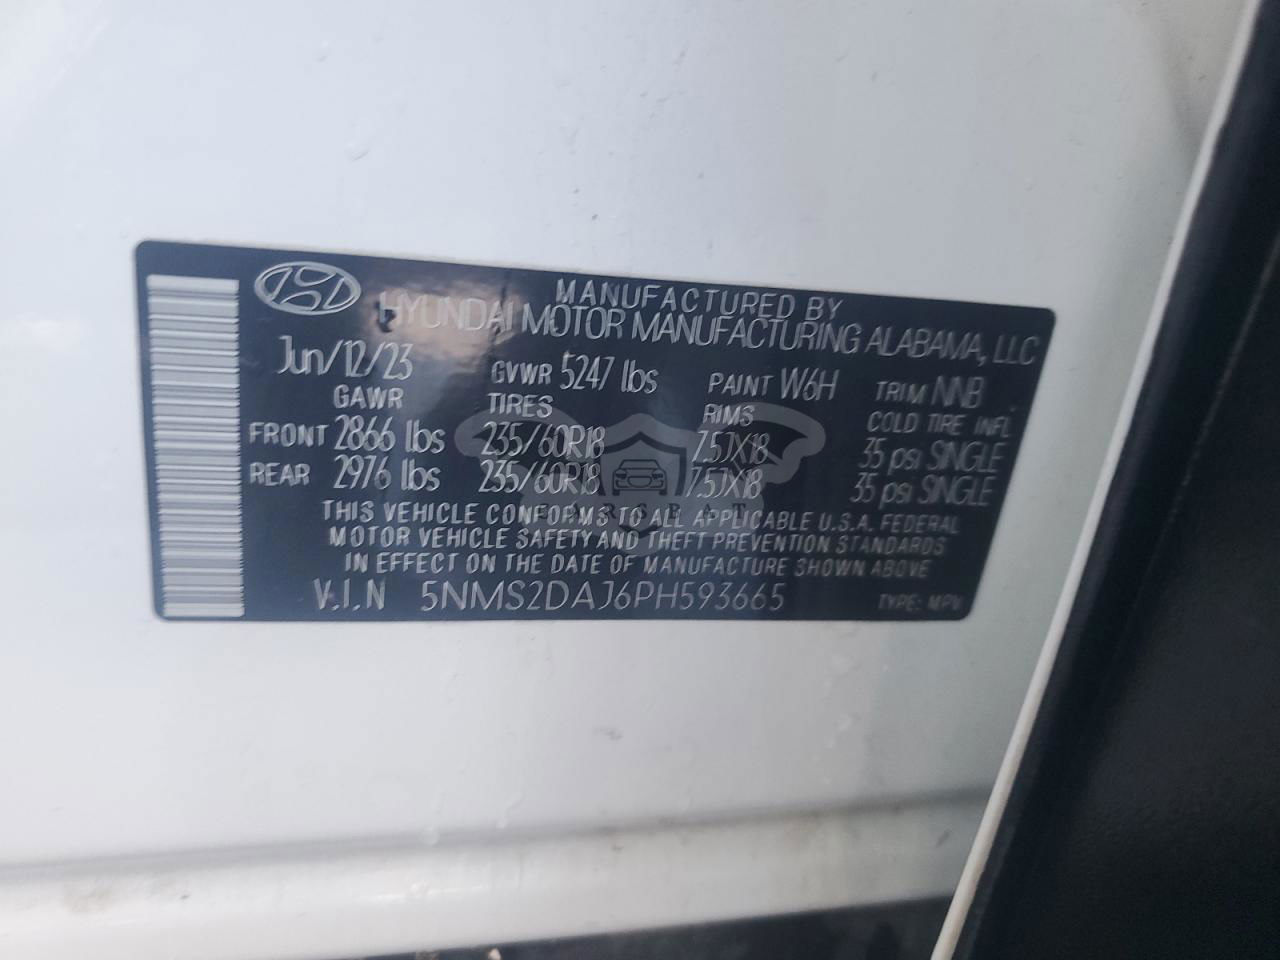 MANUFACTURED BY
HYUNDAI MOTOR MANUFACTURING ALABAMA, LLC
Jun/12/23 GVWR 5247 lbs PAINT W6H TRIM NNB
GAWR TIRES RIMS COLD TIRE INFL
FRONT 2866 lbs 235/60R18 7.5JX18 35 psi SINGLE
REAR 2976 lbs 235/60R18 7.5JX18 35 psi SINGLE
CARSBAT
THIS VEHICLE CONFORMS TO ALL APPLICABLE U.S.A. FEDERAL
MOTOR VEHICLE SAFETY AND THEFT PREVENTION STANDARDS
IN EFFECT ON THE DATE OF MANUFACTURE SHOWN ABOVE
V.I.N 5NMS2DAJ6PH593665 TYPE: MPV